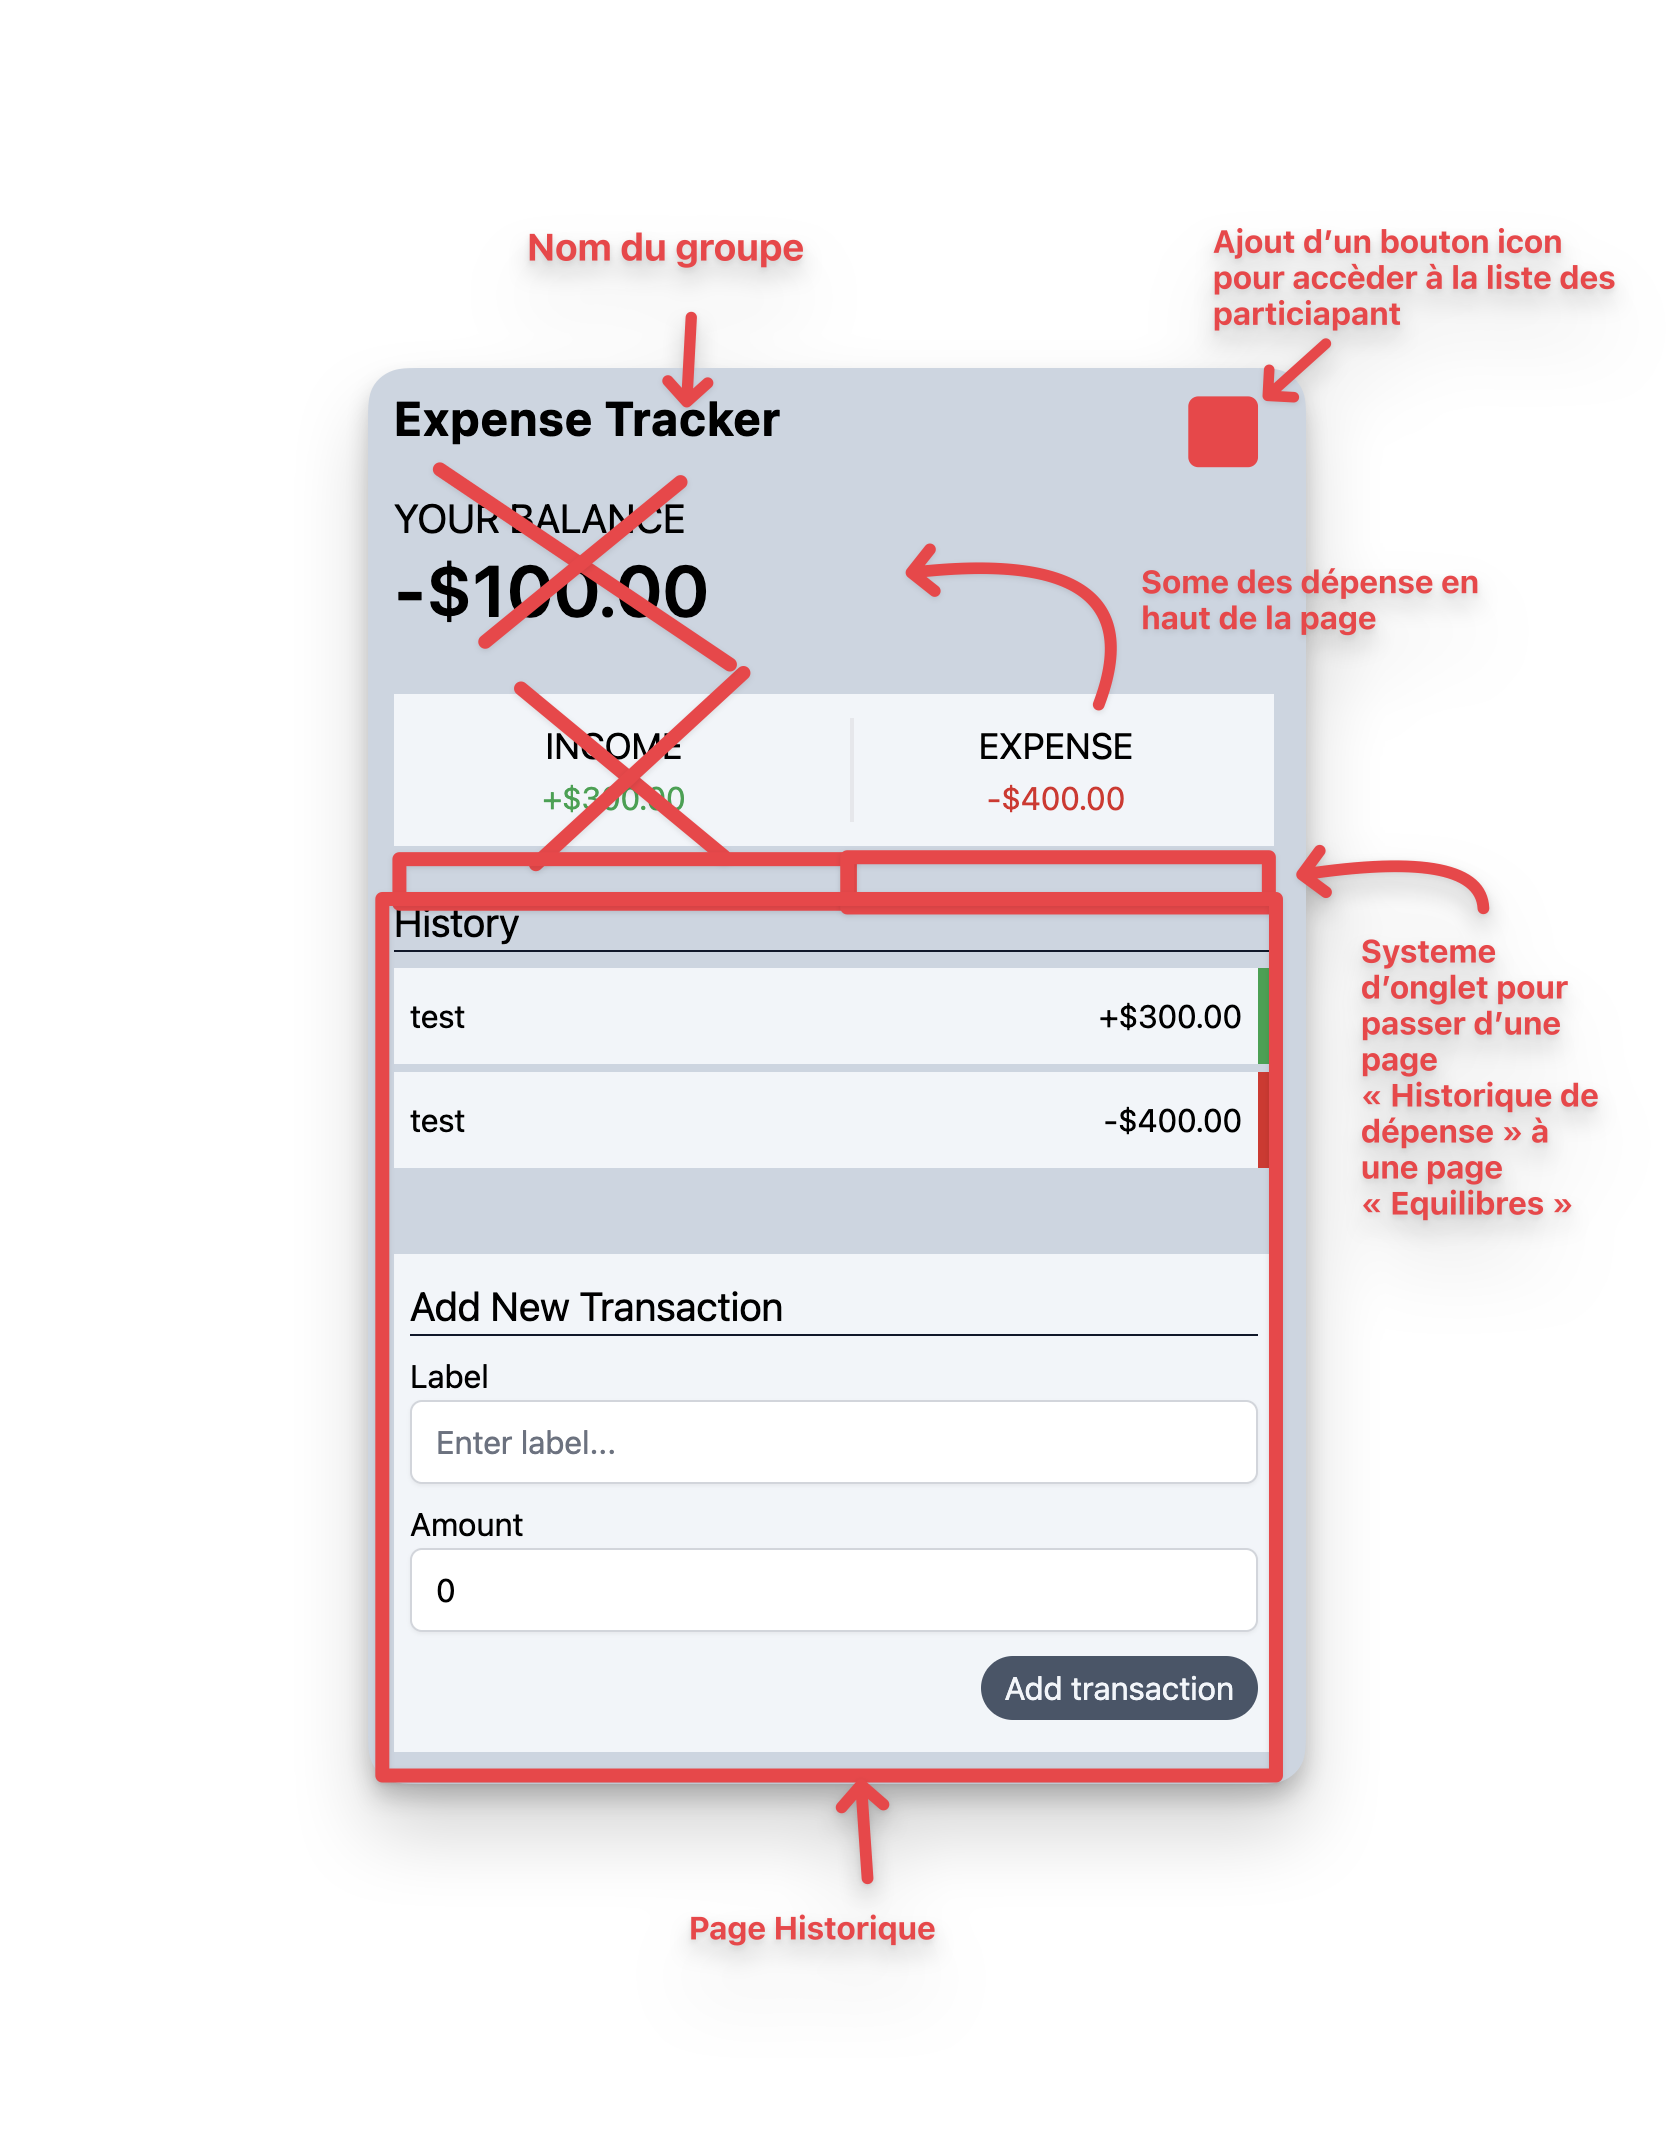 Nom du groupe
Ajout d’un bouton icon
pour accèder à la liste des
particiapant
Expense Tracker
YOUR BALANCE
-$100.00
Some des dépense en
haut de la page
INCOME
+$300.00
EXPENSE
-$400.00
History
test
+$300.00
test
-$400.00
Systeme
d’onglet pour
passer d’une
page
« Historique de
dépense » à
une page
« Equilibres »
Add New Transaction
Label
Enter label...
Amount
0
Add transaction
Page Historique